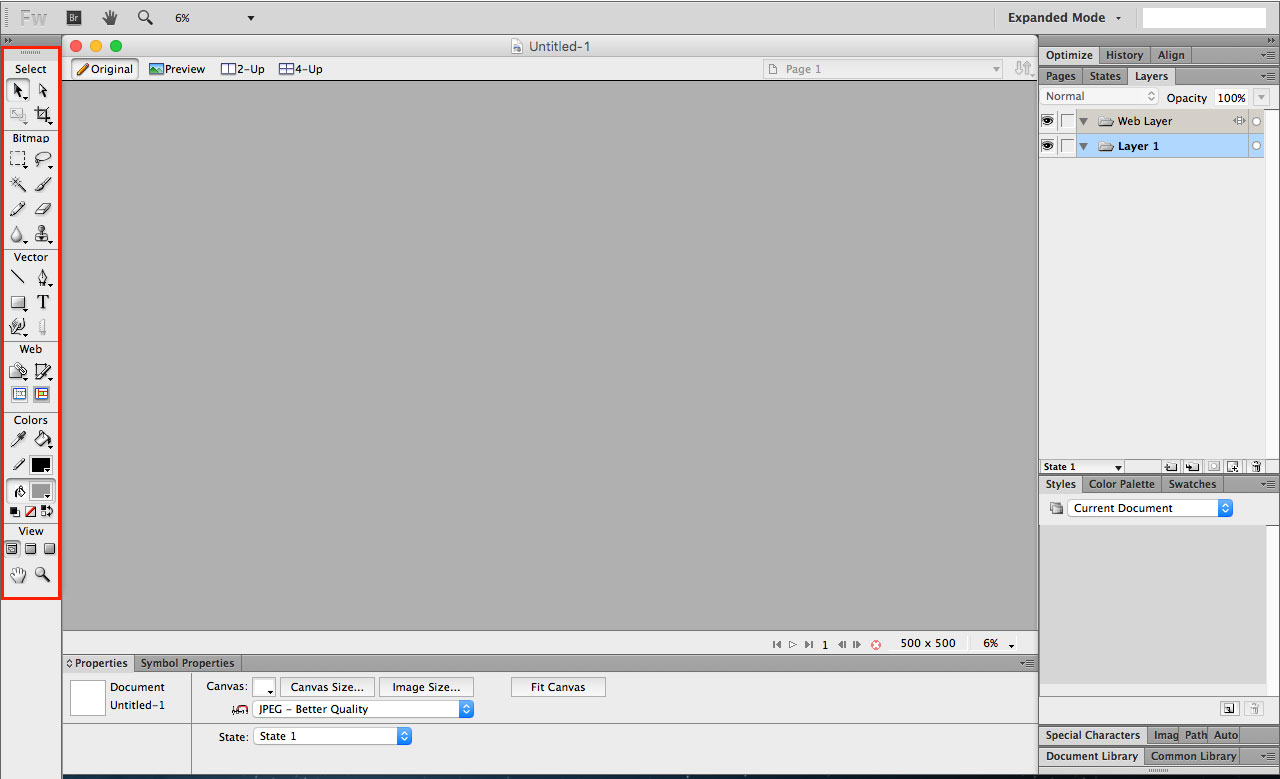 Fw Br 6% Expanded Mode
Untitled-1
Original Preview 2-Up 4-Up Page 1
Select
Bitmap
Vector
T
Web
Colors
View
Optimize History Align
Pages States Layers
Normal Opacity 100%
Web Layer
Layer 1
State 1
Styles Color Palette Swatches
Current Document
1 500 x 500 6%
Properties Symbol Properties
Document Canvas: Canvas Size... Image Size... Fit Canvas
Untitled-1 JPEG – Better Quality
State: State 1
Special Characters Imag Path Auto
Document Library Common Library